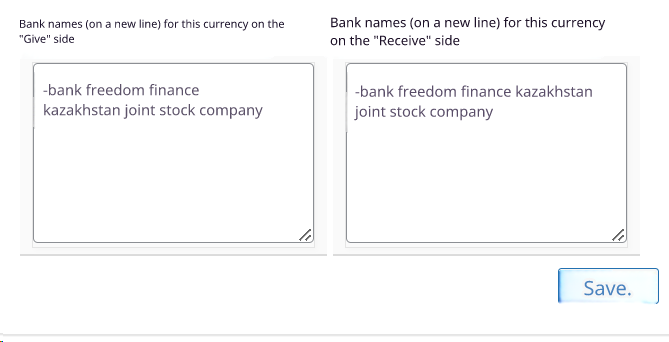 Bank names (on a new line) for this currency on the
"Give" side
-bank freedom finance
kazakhstan joint stock company
Bank names (on a new line) for this currency
on the "Receive" side
-bank freedom finance kazakhstan
joint stock company
Save.